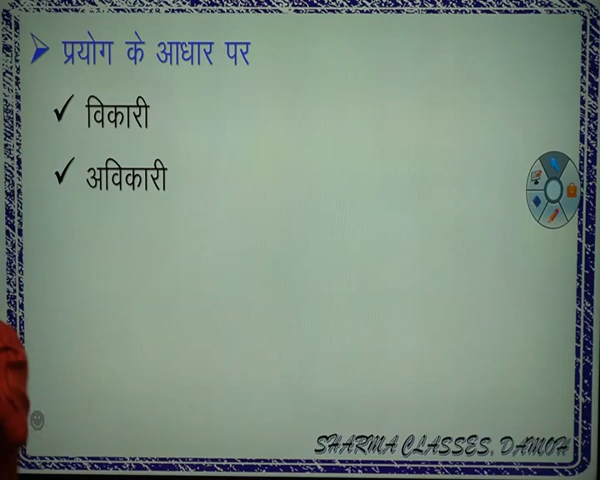 प्रयोग के आधार पर
विकारी
अविकारी
SHARMA CLASSES, DAMOH